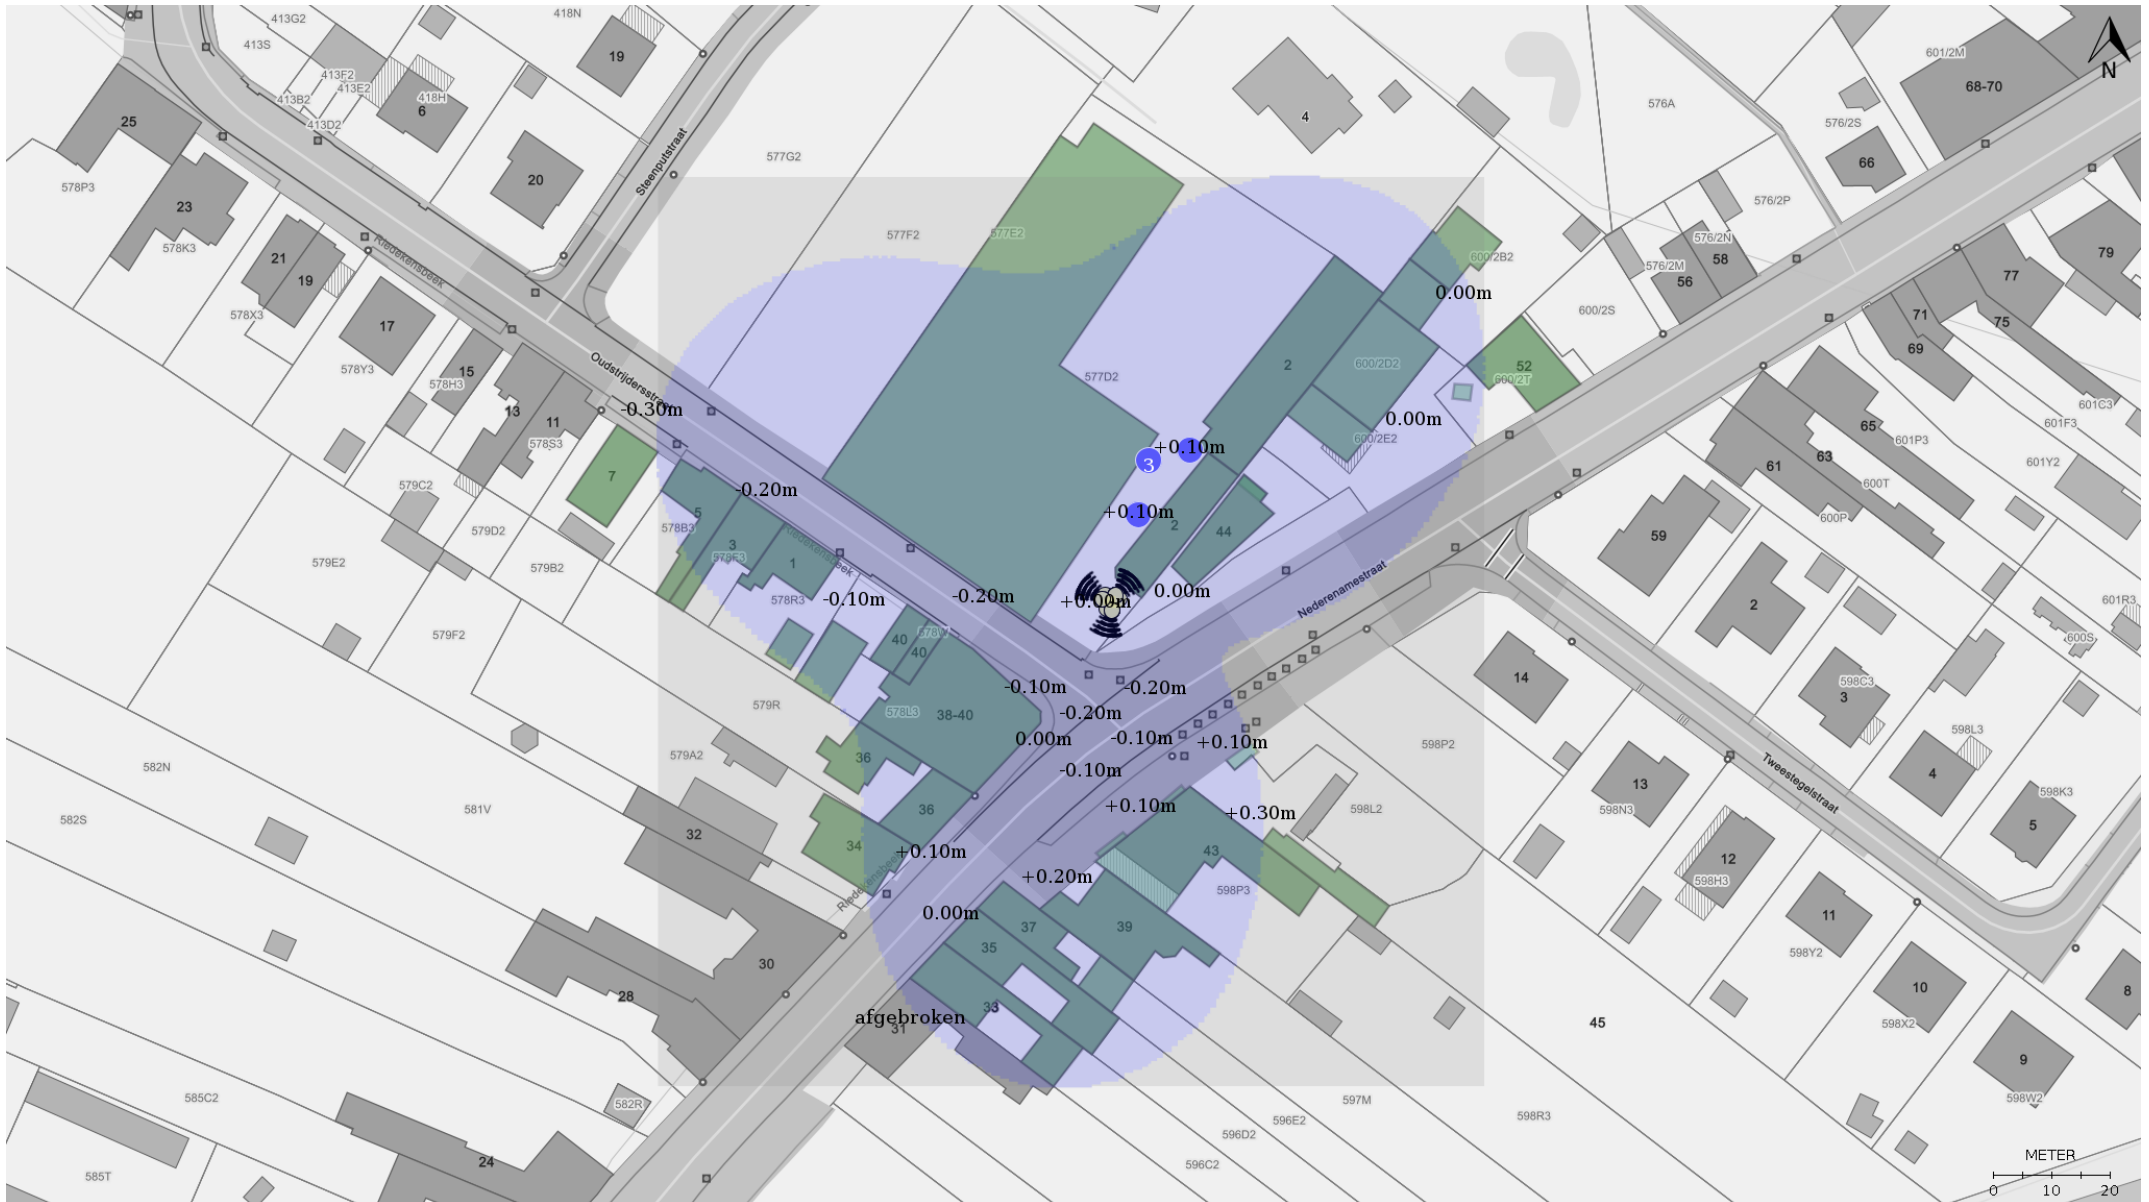 413G2
418N
413S
19
601/2M
68-70
N
413F2
413E2
418H
413B2
6
413D2
25
4
576A
576/2S
66
Steenputstraat
577G2
20
578P3
23
576/2P
578K3
577F2
577E2
576/2N
58
79
Riedekensbeek
21
19
600/2B2
576/2M
56
77
0.00m
578X3
17
600/2S
71
75
69
578Y3
15
578H3
Oudstrijdersstraat
577D2
2
600/2D2
52
600/2T
-0.30m
13
11
578S3
0.00m
600/2E2
601C3
65
601F3
601P3
+0.10m
3
63
61
601Y2
7
579C2
-0.20m
600T
+0.10m
5
578B3
2
44
600P
579D2
3
578E3
Riedekensbeek
1
59
579E2
579B2
-0.10m
578R3
-0.20m
+0.00m
0.00m
Nederenamestraat
2
601R3
579F2
40
40
578W
600S
14
3
598C3
-0.10m
-0.20m
579R
578L3
38-40
-0.20m
0.00m
-0.10m
+0.10m
598P2
598L3
579A2
36
582N
-0.10m
13
598N3
4
Tweestegelstraat
598K3
581V
36
+0.10m
+0.30m
598L2
582S
32
34
+0.10m
43
5
12
598H3
Riedekensbeek
+0.20m
598P3
0.00m
37
39
11
35
30
598Y2
28
33
10
8
afgebroken
31
45
598X2
9
585C2
582R
597M
598R3
598W2
596E2
596D2
METER
24
596C2
585T
0 10 20